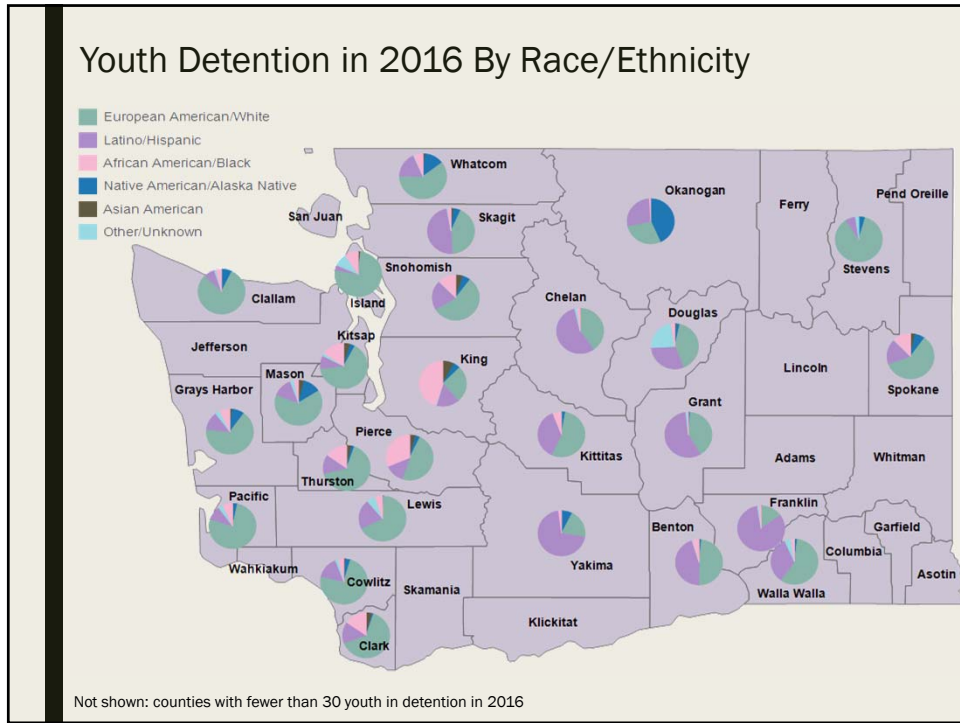 Youth Detention in 2016 By Race/Ethnicity
European American/White
Latino/Hispanic
African American/Black
Native American/Alaska Native
Asian American
Other/Unknown
Whatcom
San Juan
Skagit
Okanogan
Ferry
Pend Oreille
Stevens
Snohomish
Island
Clallam
Chelan
Douglas
Jefferson
Kitsap
King
Lincoln
Spokane
Mason
Grays Harbor
Grant
Pierce
Kittitas
Adams
Whitman
Thurston
Pacific
Lewis
Yakima
Benton
Franklin
Garfield
Columbia
Asotin
Walla Walla
Wahkiakum
Cowlitz
Skamania
Klickitat
Clark
Not shown: counties with fewer than 30 youth in detention in 2016